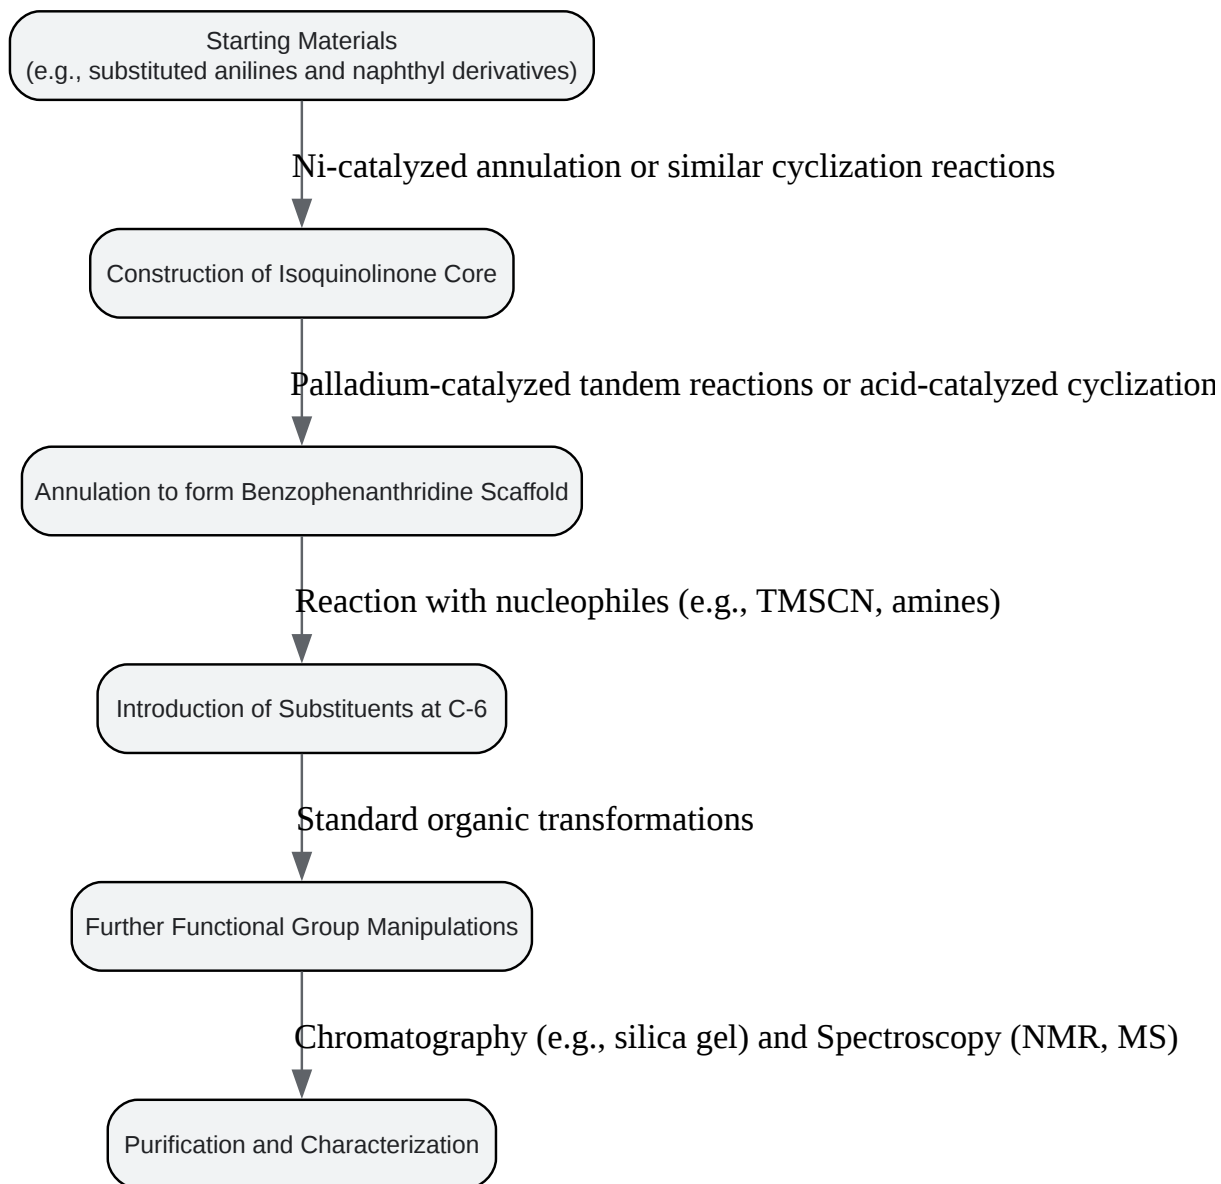 Starting Materials
(e.g., substituted anilines and naphthyl derivatives)
Ni-catalyzed annulation or similar cyclization reactions
Construction of Isoquinolinone Core
Palladium-catalyzed tandem reactions or acid-catalyzed cyclization
Annulation to form Benzophenanthridine Scaffold
Reaction with nucleophiles (e.g., TMSCN, amines)
Introduction of Substituents at C-6
Standard organic transformations
Further Functional Group Manipulations
Chromatography (e.g., silica gel) and Spectroscopy (NMR, MS)
Purification and Characterization